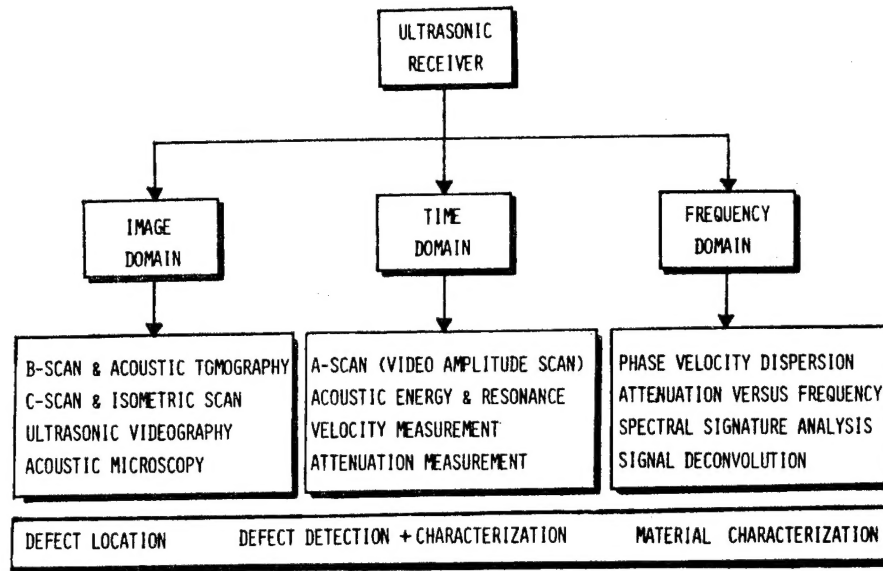 ULTRASONIC
RECEIVER
IMAGE
DOMAIN
TIME
DOMAIN
FREQUENCY
DOMAIN
B-SCAN & ACOUSTIC TOMOGRAPHY
C-SCAN & ISOMETRIC SCAN
ULTRASONIC VIDEOGRAPHY
ACOUSTIC MICROSCOPY
A-SCAN (VIDEO AMPLITUDE SCAN)
ACOUSTIC ENERGY & RESONANCE
VELOCITY MEASUREMENT
ATTENUATION MEASUREMENT
PHASE VELOCITY DISPERSION
ATTENUATION VERSUS FREQUENCY
SPECTRAL SIGNATURE ANALYSIS
SIGNAL DECONVOLUTION
DEFECT LOCATION DEFECT DETECTION + CHARACTERIZATION MATERIAL CHARACTERIZATION